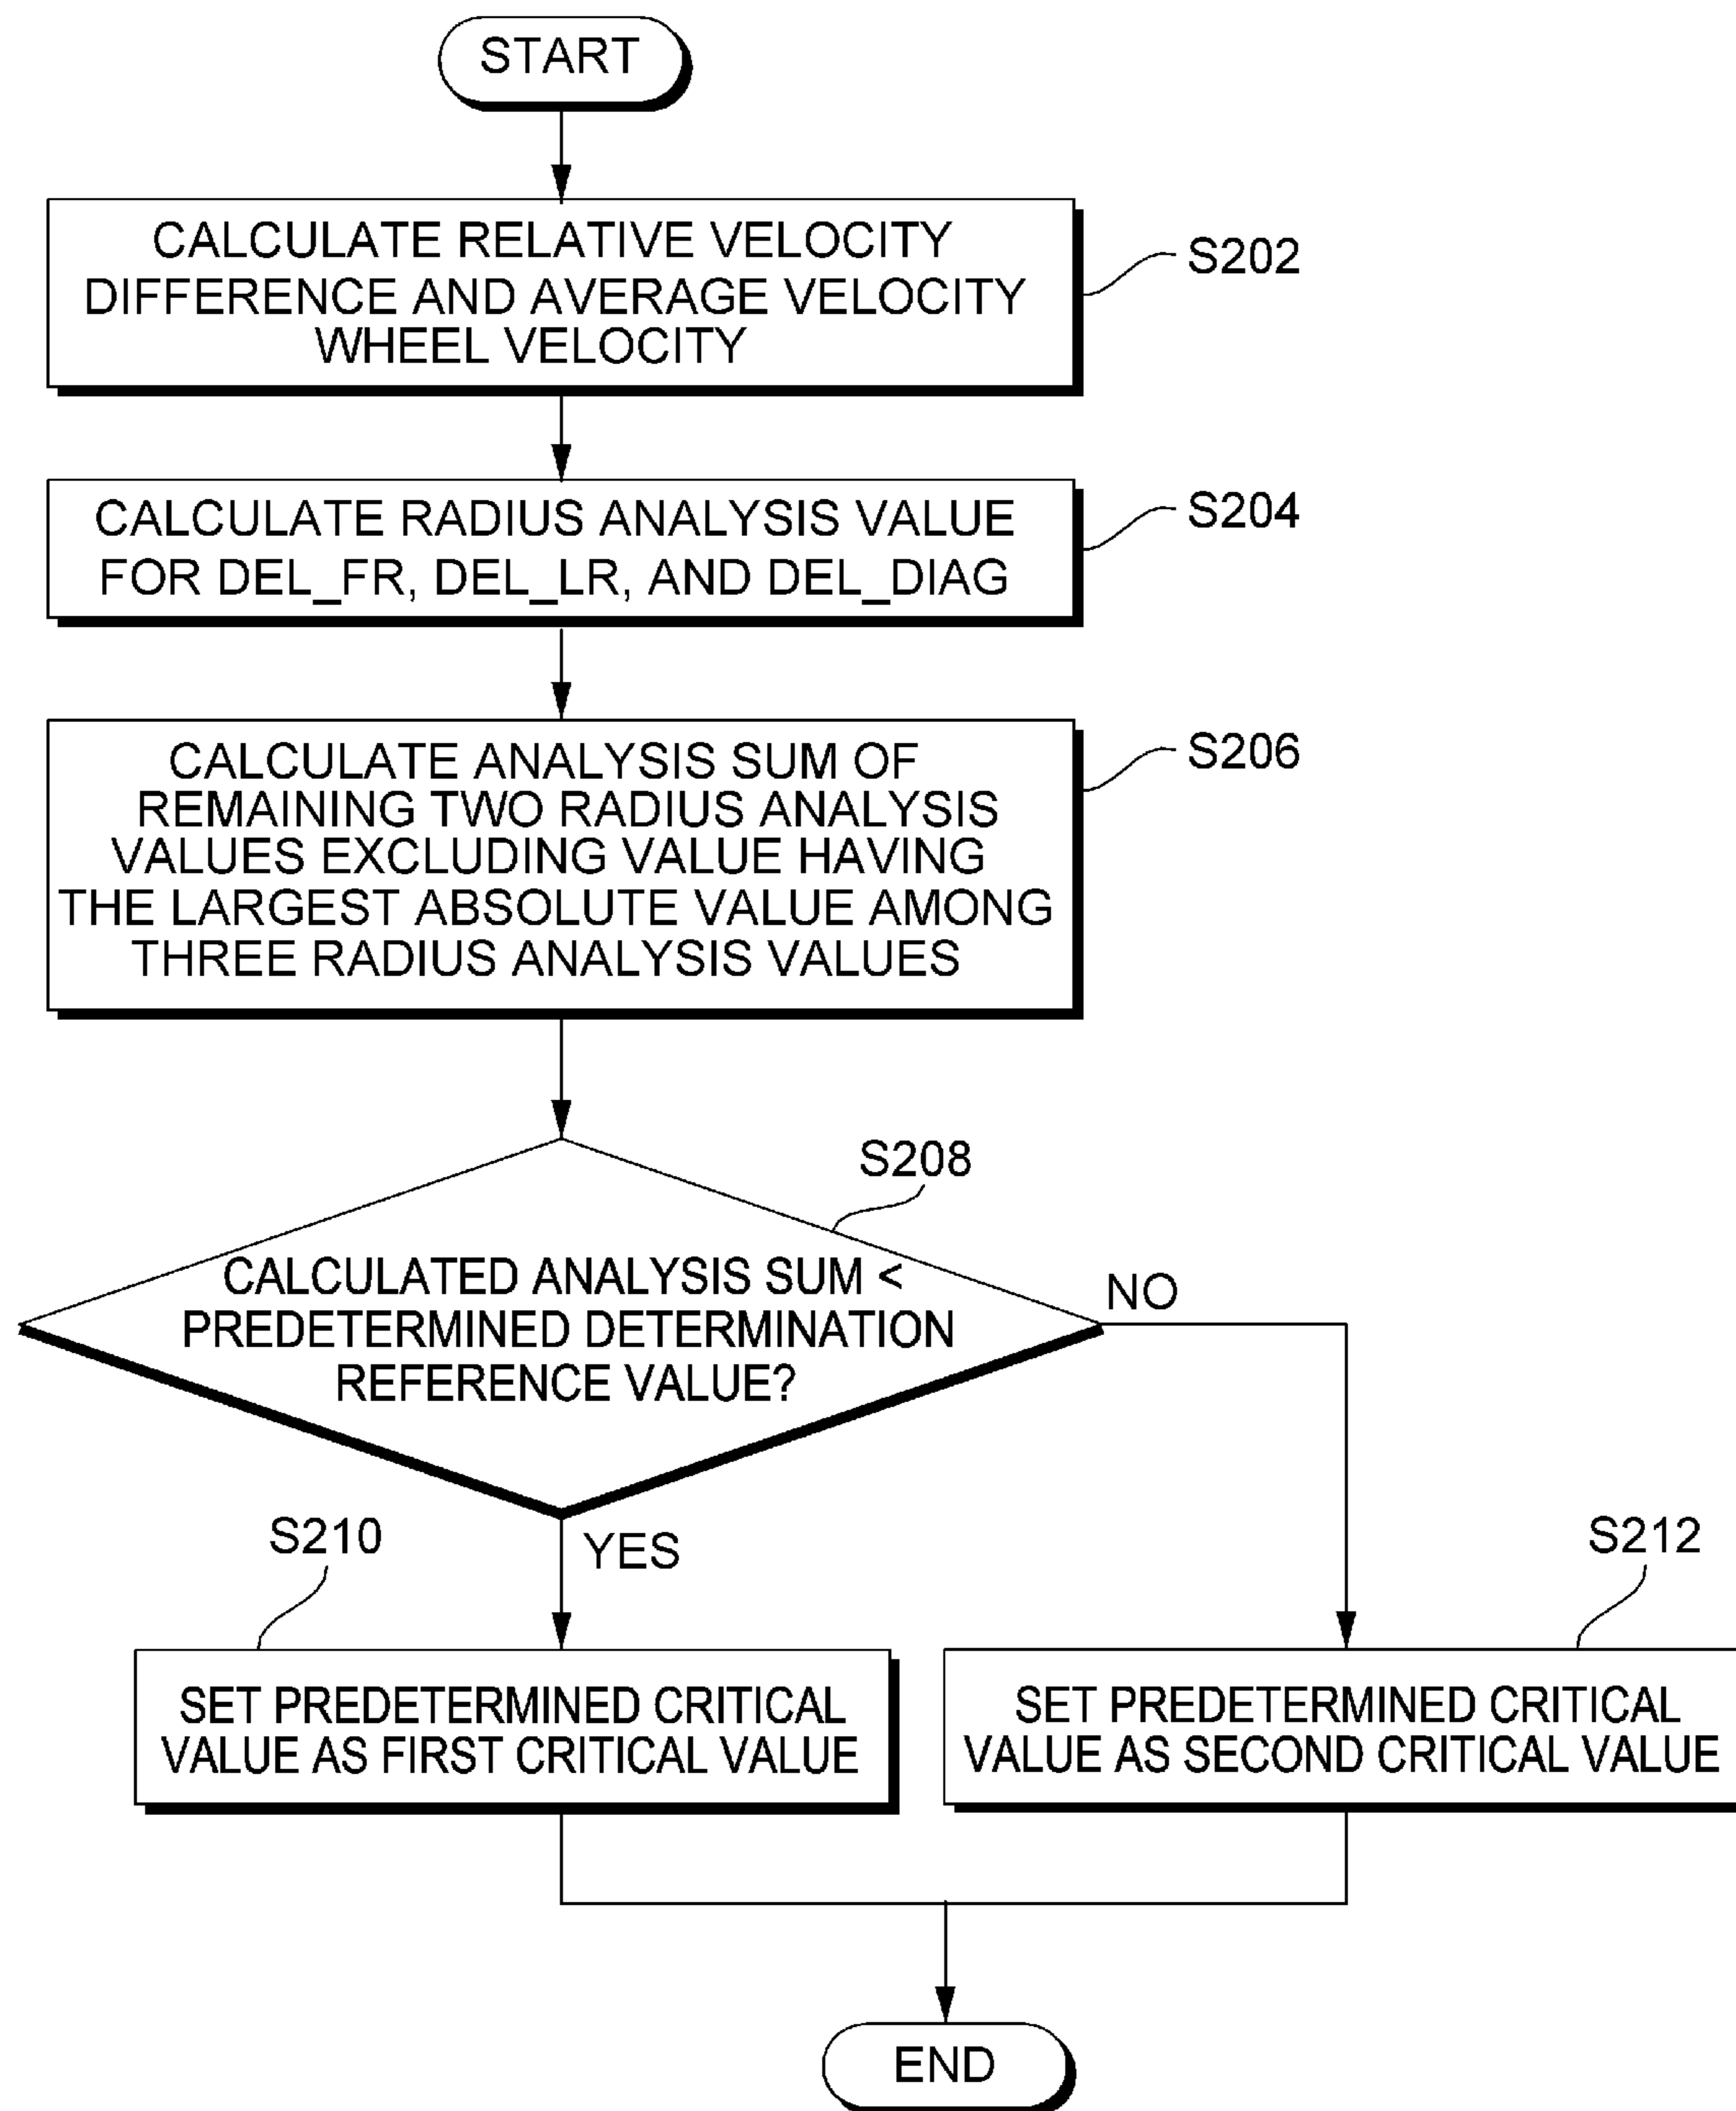 START
CALCULATE RELATIVE VELOCITY
DIFFERENCE AND AVERAGE VELOCITY
WHEEL VELOCITY
S202
CALCULATE RADIUS ANALYSIS VALUE
FOR DEL_FR, DEL_LR, AND DEL_DIAG
S204
CALCULATE ANALYSIS SUM OF
REMAINING TWO RADIUS ANALYSIS
VALUES EXCLUDING VALUE HAVING
THE LARGEST ABSOLUTE VALUE AMONG
THREE RADIUS ANALYSIS VALUES
S206
S208
CALCULATED ANALYSIS SUM <
PREDETERMINED DETERMINATION
REFERENCE VALUE?
NO
YES
S210
SET PREDETERMINED CRITICAL
VALUE AS FIRST CRITICAL VALUE
S212
SET PREDETERMINED CRITICAL
VALUE AS SECOND CRITICAL VALUE
END